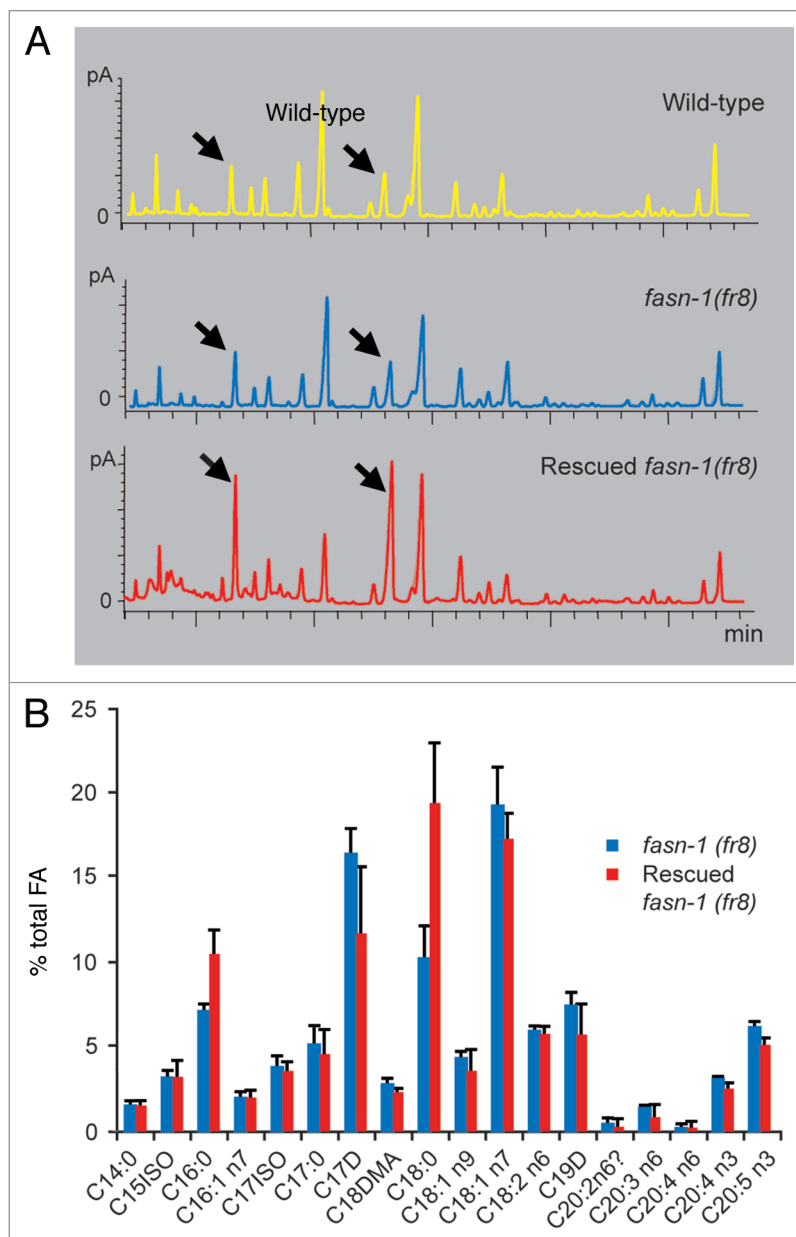 A
pA
Wild-type
Wild-type
0
pA
fasn-1(fr8)
0
pA
Rescued fasn-1(fr8)
0
min
B
25
20
15
10
5
0
% total FA
fasn-1 (fr8)
Rescued
fasn-1 (fr8)
C14:0
C15ISO
C16:0
C16:1 n7
C17ISO
C17:0
C17D
C18DMA
C18:0
C18:1 n9
C18:1 n7
C18:2 n6
C19D
C20:2n6?
C20:3 n6
C20:4 n6
C20:4 n3
C20:5 n3